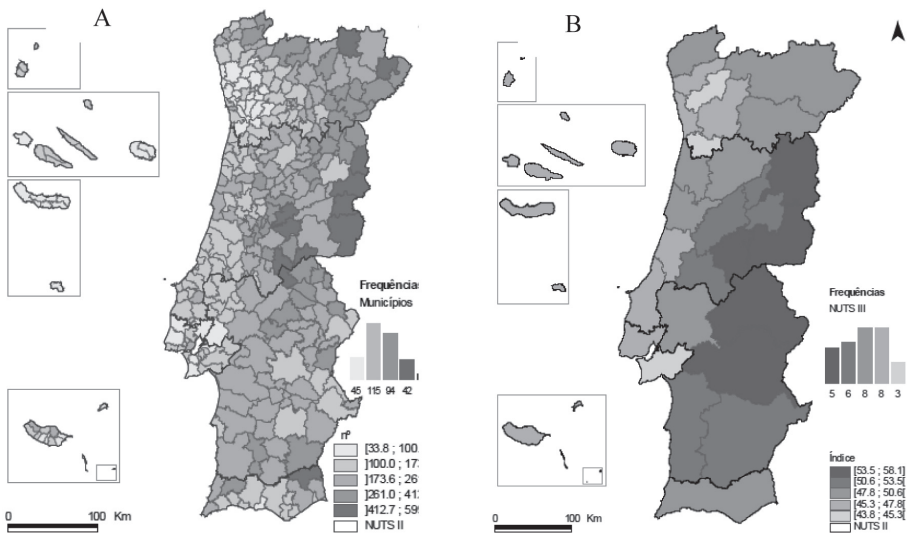 A
Frequências
Municípios
45 115 94 42
nº
[33.8 ; 100.
]100.0 ; 173
]173.6 ; 26
]261.0 ; 412
]412.7 ; 599
NUTS II
0 100 Km
B
Frequências
NUTS III
5 6 8 8 3
Índice
[53.5 ; 58.1]
[50.6 ; 53.5[
[47.8 ; 50.6[
[45.3 ; 47.8[
[43.8 ; 45.3[
NUTS II
0 100 Km